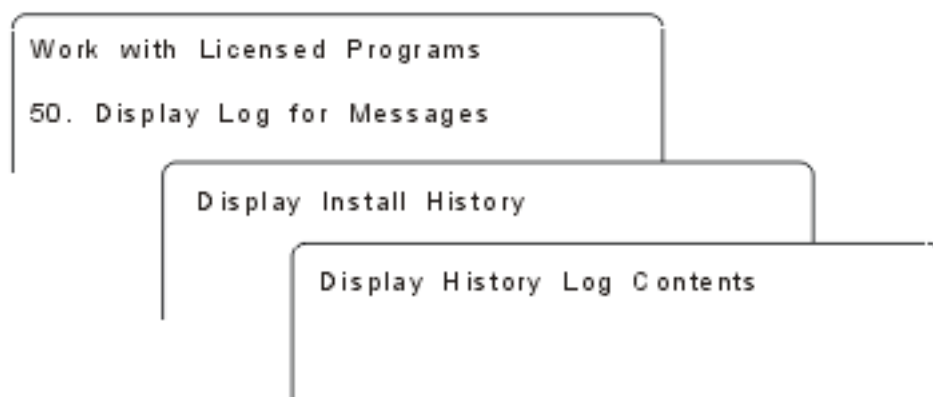 Work with Licensed Programs
50. Display Log for Messages
Display Install History
Display History Log Contents